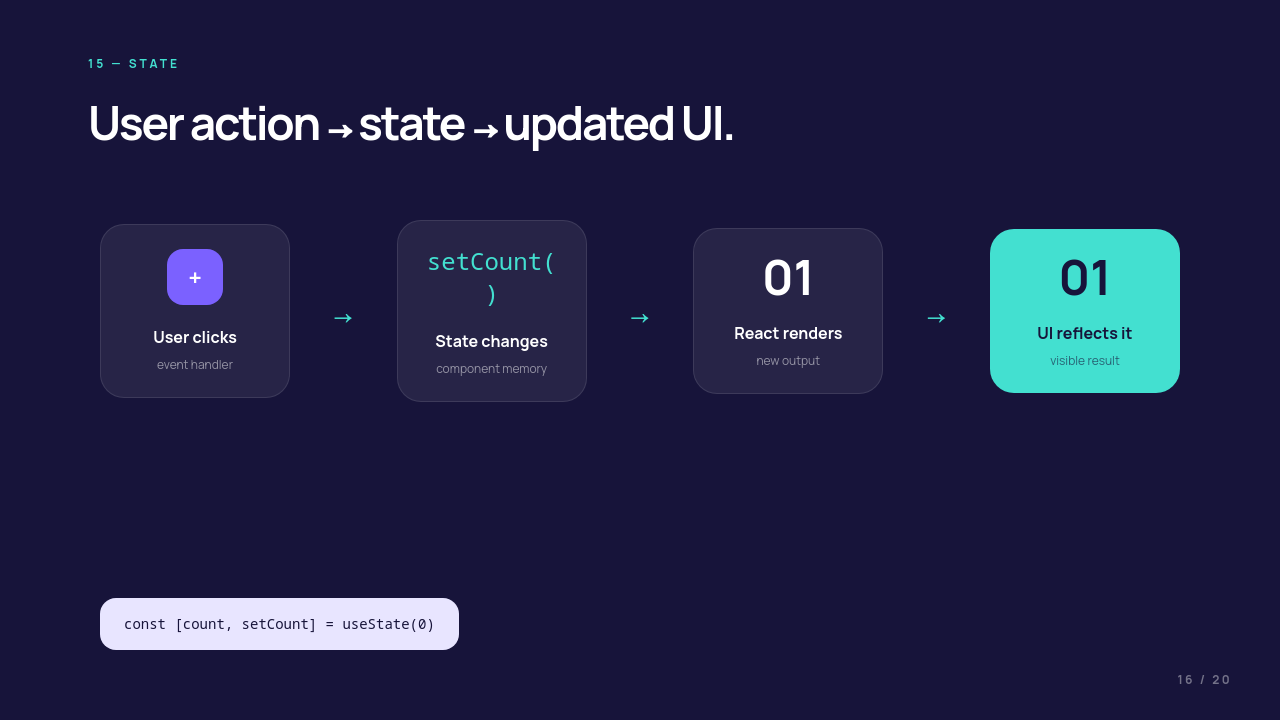 15 — STATE
User action → state → updated UI.
+
User clicks
event handler
→
setCount(
)
State changes
component memory
→
01
React renders
new output
→
01
UI reflects it
visible result
const [count, setCount] = useState(0)
16 / 20